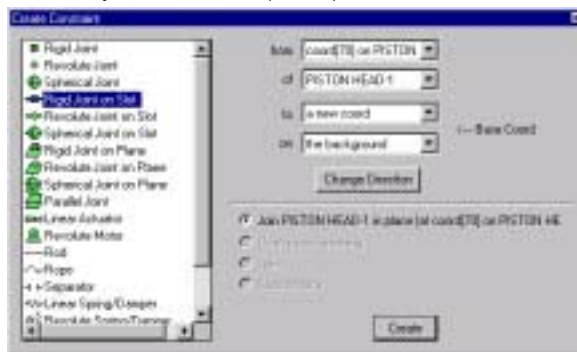 Create Constraint
Rigid Joint
Revolute Joint
Spherical Joint
Rigid Joint on Slot
Revolute Joint on Slot
Spherical Joint on Slot
Rigid Joint on Plane
Revolute Joint on Plane
Spherical Joint on Plane
Parallel Joint
Linear Actuator
Revolute Motor
Rod
Rope
Separator
Linear Spring/Damper
Revolute Spring/Damper
from coord[78] on PISTON
of PISTON HEAD-1
to a new coord
on the background
<-- Base Coord
Change Direction
Join PISTON HEAD-1 in place (at coord[78] on PISTON HE
Create